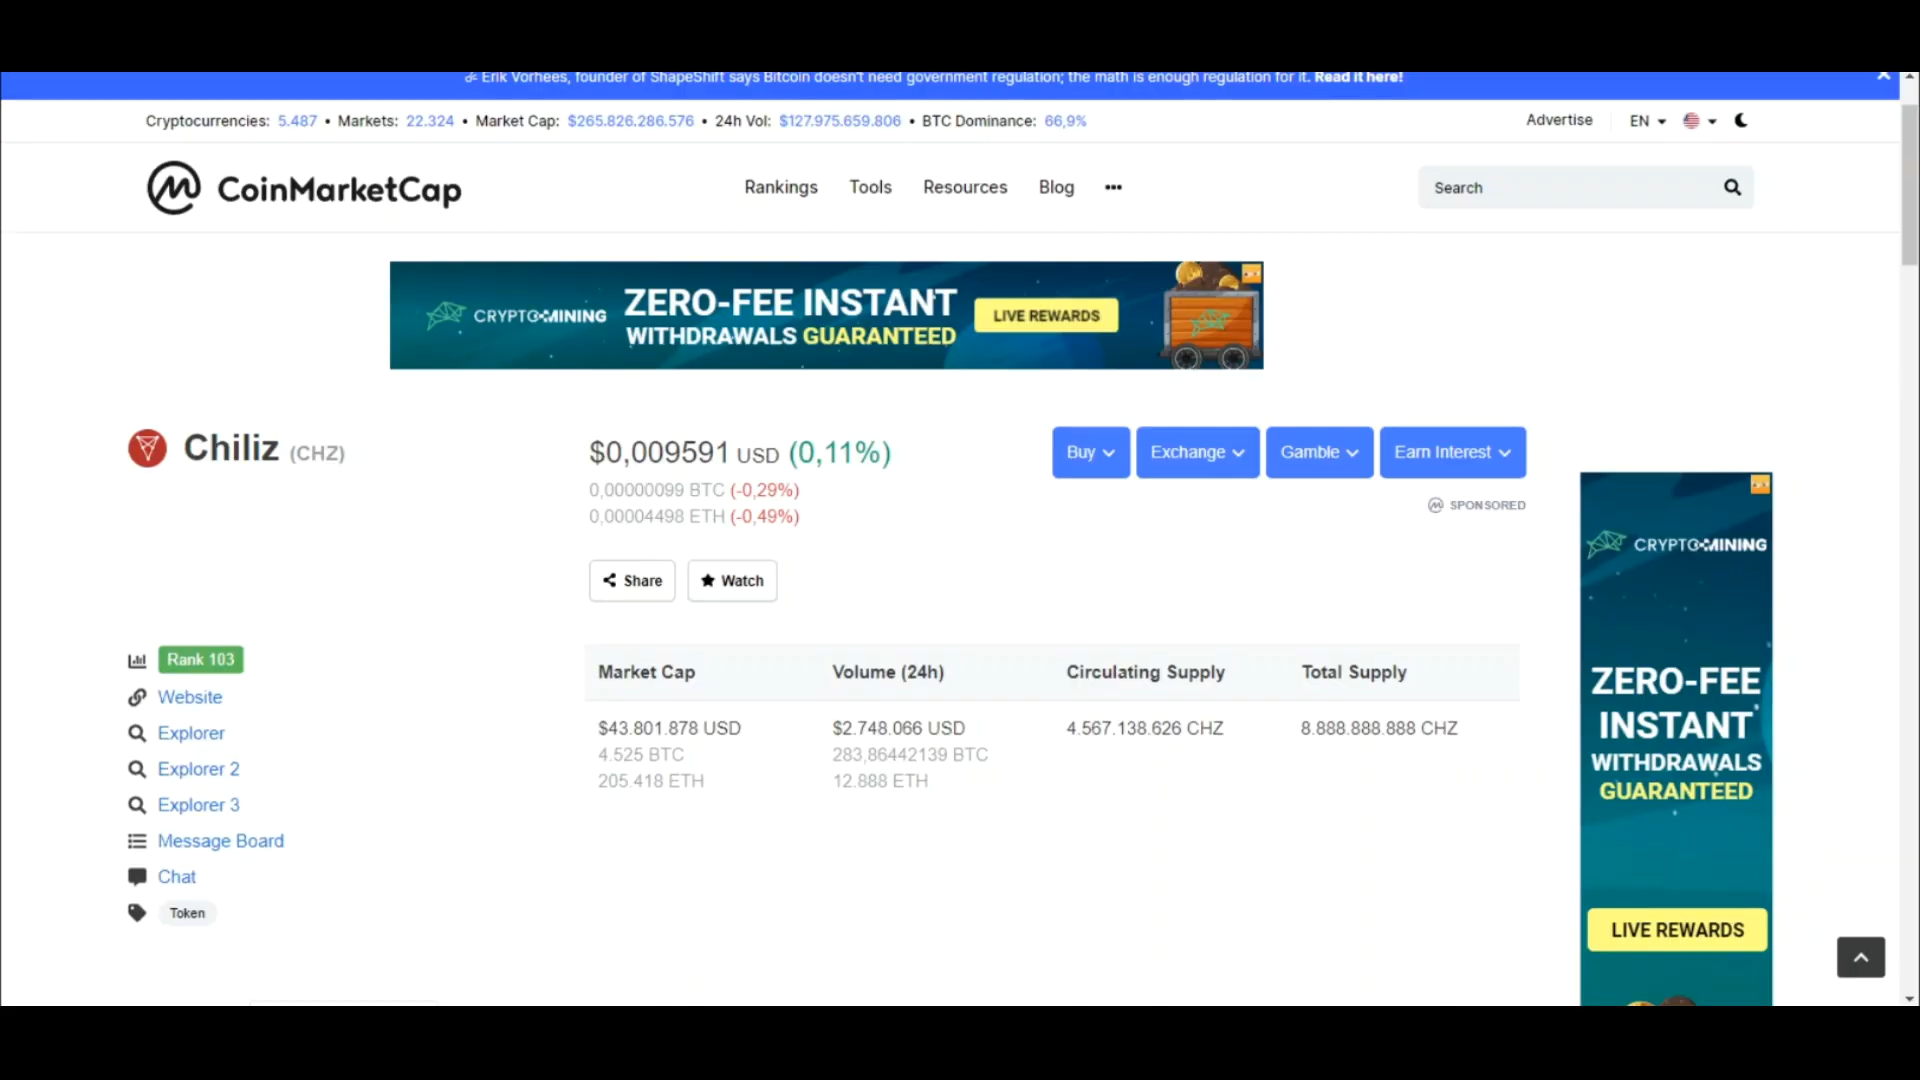 Erik Vorhees, founder of ShapeShift says Bitcoin doesn't need government regulation; the math is enough regulation for it. Read it here!
Cryptocurrencies: 5.487 • Markets: 22.324 • Market Cap: $265.826.286.576 • 24h Vol: $127.975.659.806 • BTC Dominance: 66,9%
Advertise EN
CoinMarketCap
Rankings Tools Resources Blog •••
Search
CRYPTOMINING
ZERO-FEE INSTANT
WITHDRAWALS GUARANTEED
LIVE REWARDS
Chiliz (CHZ)
$0,009591 USD (0,11%)
0,00000099 BTC (-0,29%)
0,00004498 ETH (-0,49%)
Buy Exchange Gamble Earn Interest
SPONSORED
Share Watch
Rank 103
Website
Explorer
Explorer 2
Explorer 3
Message Board
Chat
Token
Market Cap Volume (24h) Circulating Supply Total Supply
$43.801.878 USD $2.748.066 USD 4.567.138.626 CHZ 8.888.888.888 CHZ
4.525 BTC 283,86442139 BTC
205.418 ETH 12.888 ETH
CRYPTOMINING
ZERO-FEE
INSTANT
WITHDRAWALS
GUARANTEED
LIVE REWARDS